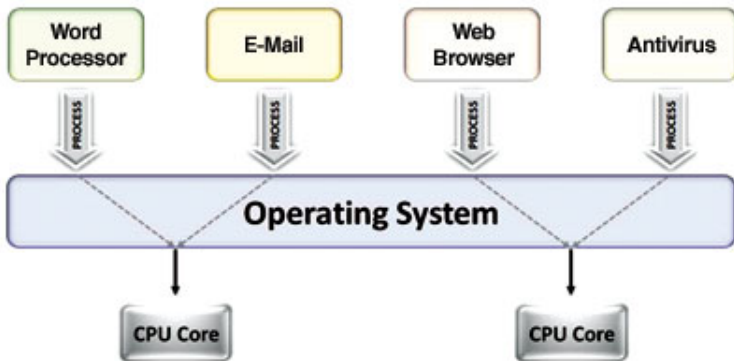 Word
Processor
E-Mail
Web
Browser
Antivirus
PROCESS
PROCESS
PROCESS
PROCESS
Operating System
CPU Core
CPU Core